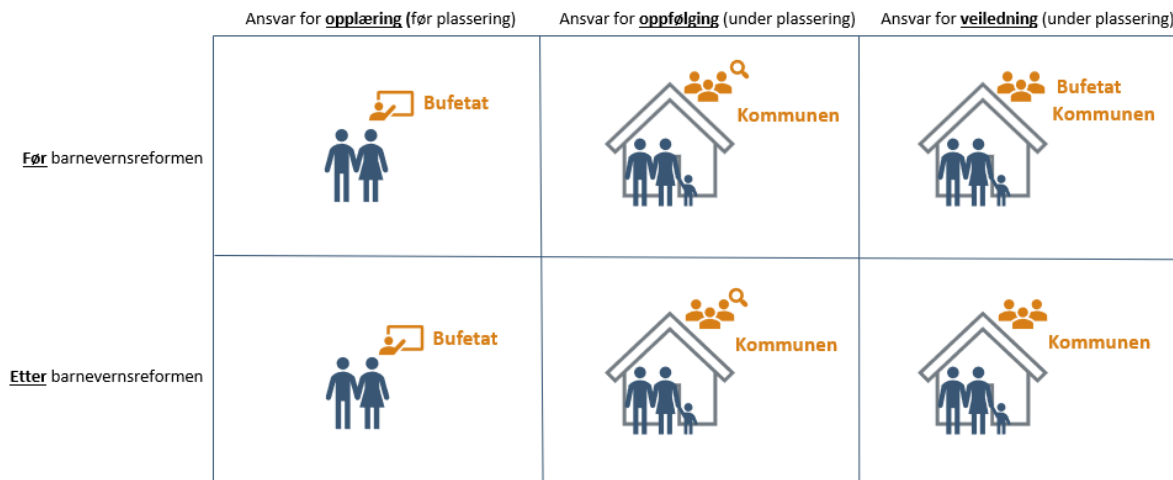 Ansvar for opplæring (før plassering)
Ansvar for oppfølging (under plassering)
Ansvar for veiledning (under plassering)
Før barnevernsreformen
Bufetat
Kommunen
Bufetat
Kommunen
Etter barnevernsreformen
Bufetat
Kommunen
Kommunen